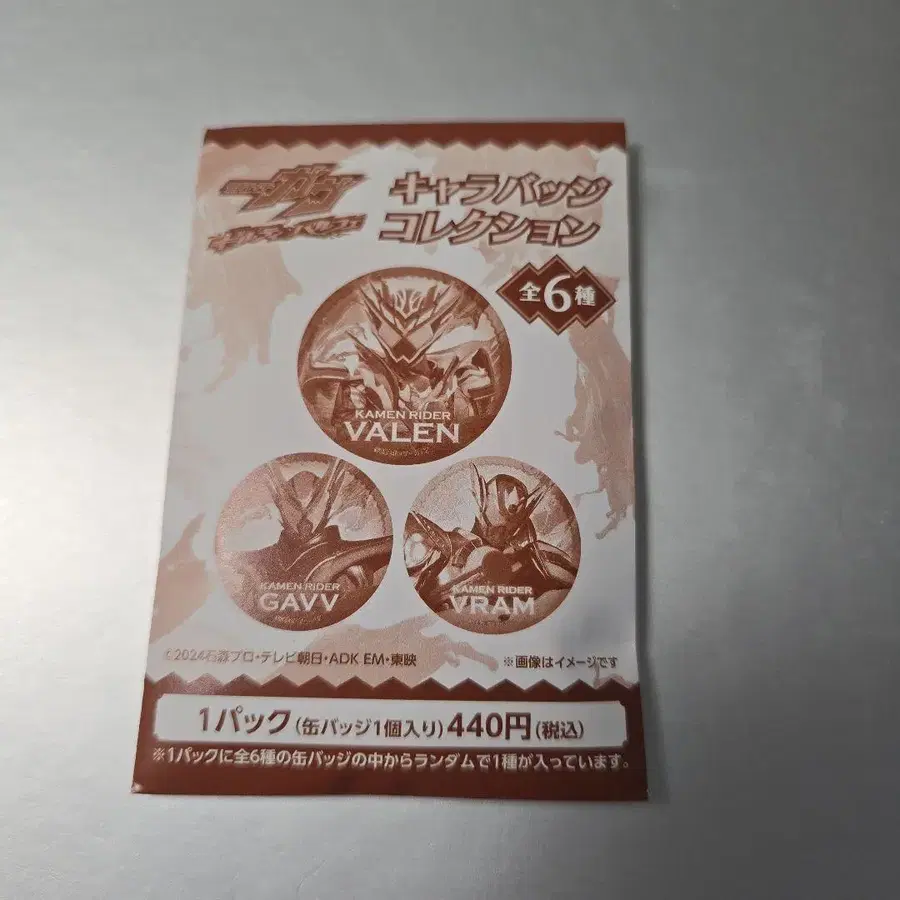 キャラバッジ
コレクション
全6種
KAMEN RIDER
VALEN
KAMEN RIDER
GAVV
KAMEN RIDER
VRAM
©2024石森プロ・テレビ朝日・ADK EM・東映
※画像はイメージです
1パック(缶バッジ1個入り)440円(税込)
※1パックに全6種の缶バッジの中からランダムで1種が入っています。